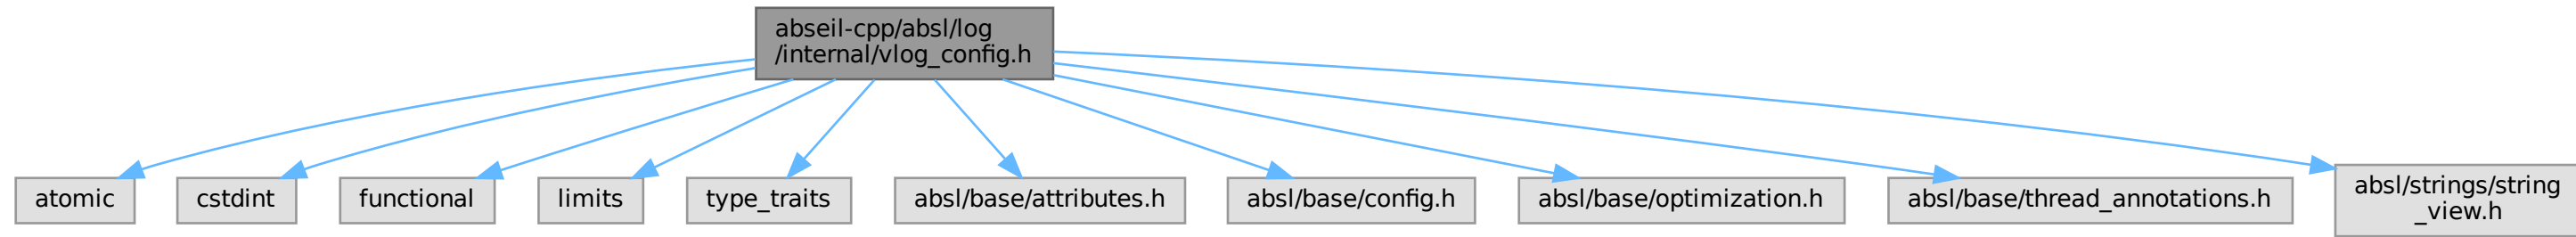 abseil-cpp/absl/log
/internal/vlog_config.h
atomic
cstdint
functional
limits
type_traits
absl/base/attributes.h
absl/base/config.h
absl/base/optimization.h
absl/base/thread_annotations.h
absl/strings/string
_view.h